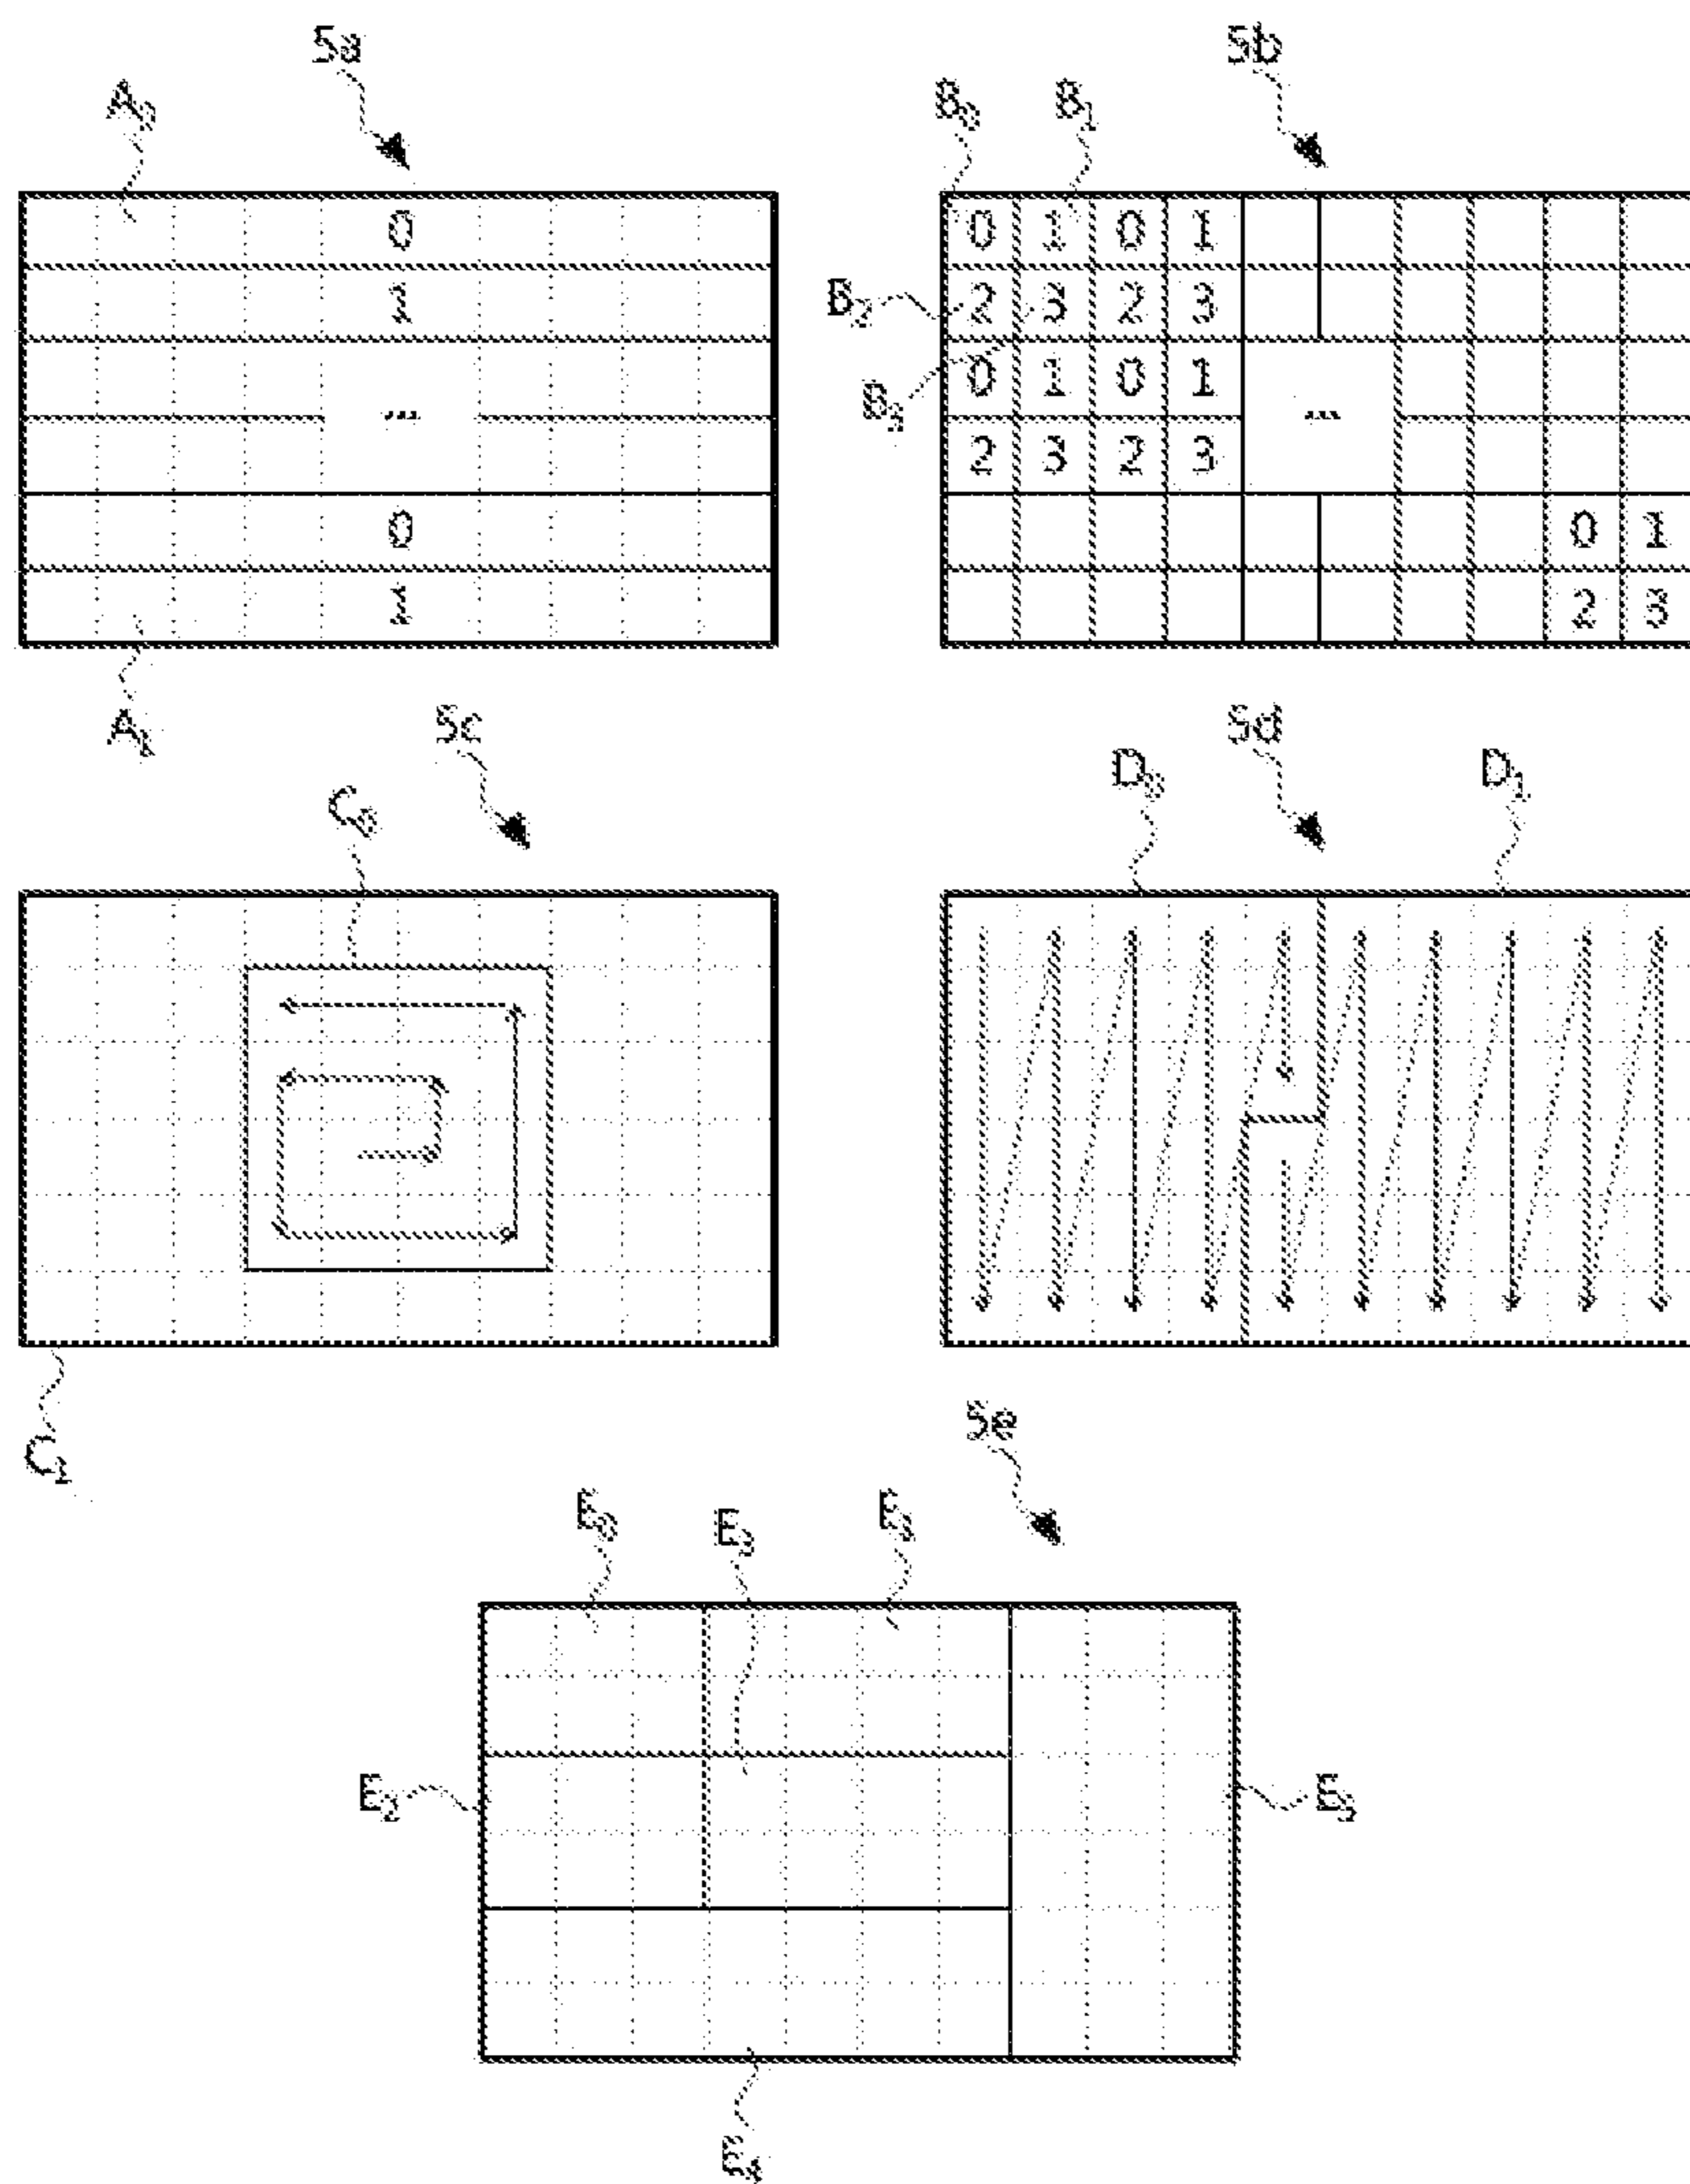 5a 5b
A₀ B₀ B₁
0 0 1 0 1
1 B₂ 2 3 2 3
0 1 0 1
... B₃ ...
2 3 2 3
0 0 1
1 2 3
A₁ 5c 5d
C₀ D₀ D₁
C₁ 5e
E₀ E₃ E₁
E₂ E₅
E₄